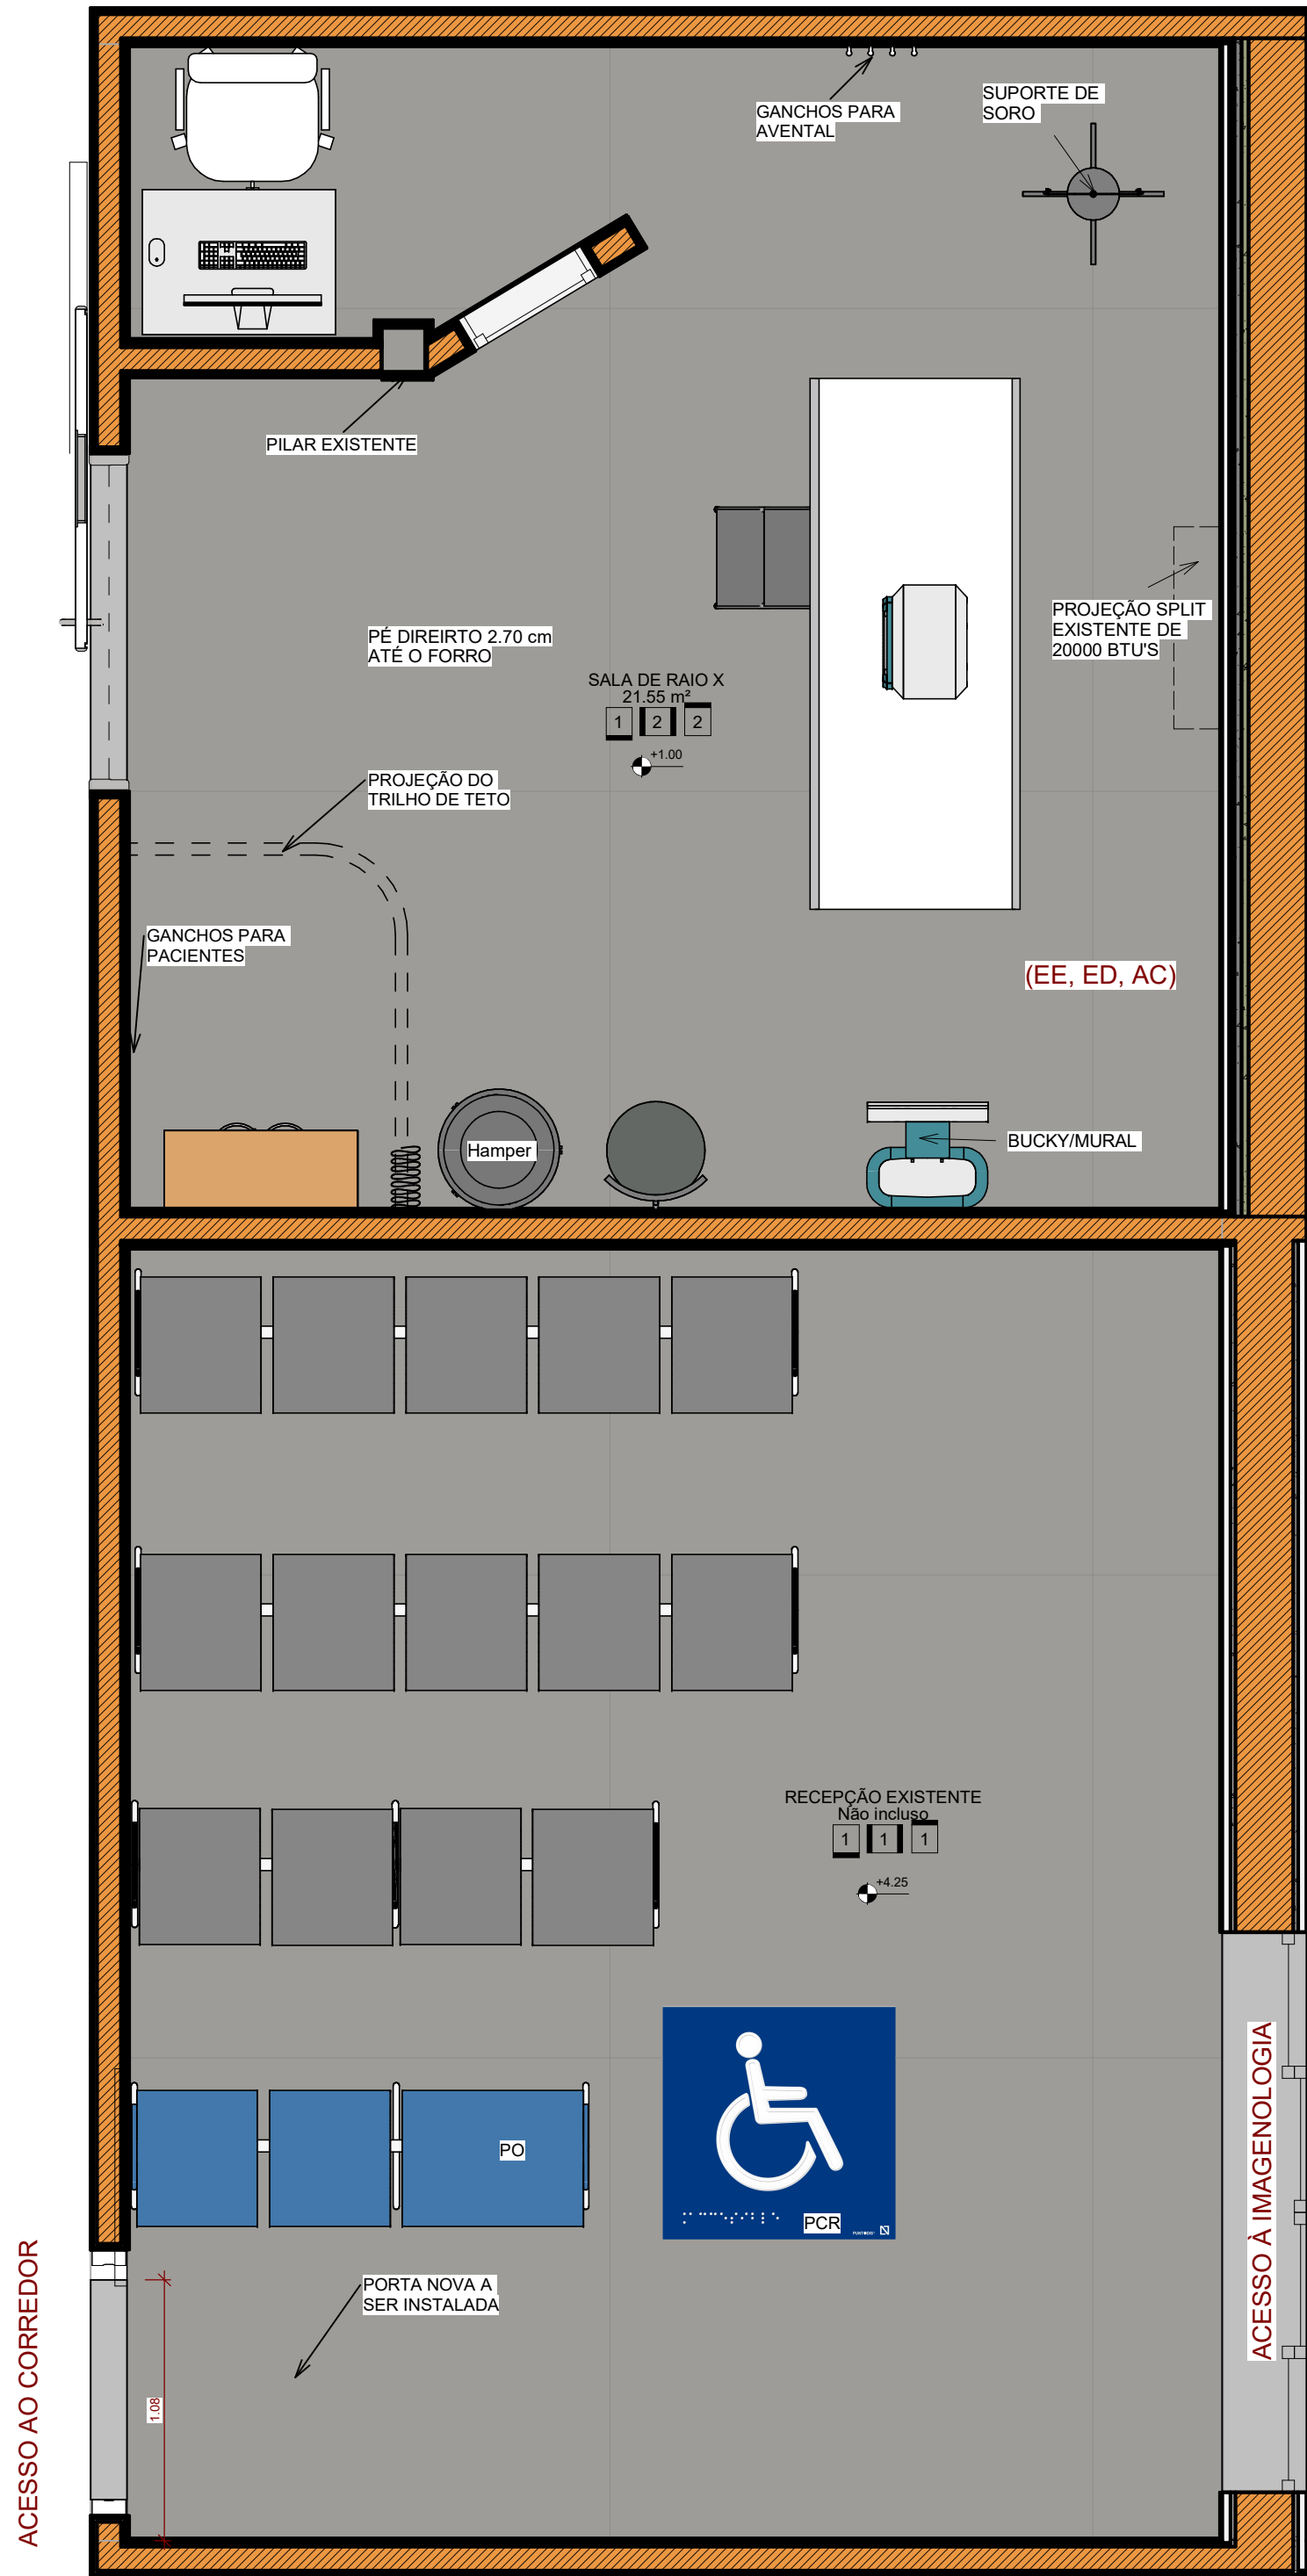 GANCHOS PARA
AVENTAL
SUPORTE DE
SORO
PILAR EXISTENTE
PROJEÇÃO SPLIT
EXISTENTE DE
20000 BTU'S
PÉ DIREIRTO 2.70 cm
ATÉ O FORRO
SALA DE RAIO X
21.55 m²
1 2 2
+1.00
PROJEÇÃO DO
TRILHO DE TETO
GANCHOS PARA
PACIENTES
(EE, ED, AC)
Hamper
BUCKY/MURAL
RECEPÇÃO EXISTENTE
Não incluso
1 1 1
+4.25
PO
PCR
ACESSO À IMAGENOLOGIA
ACESSO AO CORREDOR
PORTA NOVA A
SER INSTALADA
1.08